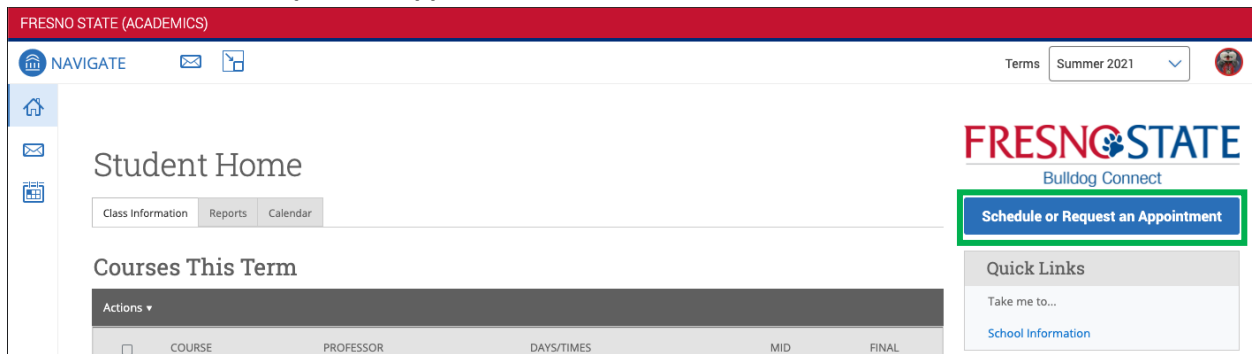 FRESNO STATE (ACADEMICS)
NAVIGATE
Terms Summer 2021
FRESNO STATE
Bulldog Connect
Student Home
Schedule or Request an Appointment
Class Information Reports Calendar
Courses This Term
Quick Links
Actions
Take me to...
School Information
COURSE PROFESSOR DAYS/TIMES MID FINAL